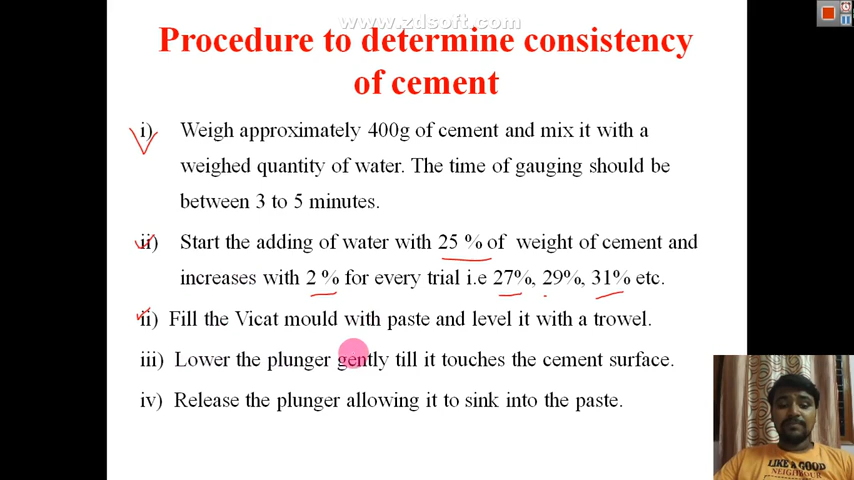 www.zdsoft.com
Procedure to determine consistency
of cement
i) Weigh approximately 400g of cement and mix it with a
weighed quantity of water. The time of gauging should be
between 3 to 5 minutes.
ii) Start the adding of water with 25 % of weight of cement and
increases with 2 % for every trial i.e 27%, 29%, 31% etc.
ii) Fill the Vicat mould with paste and level it with a trowel.
iii) Lower the plunger gently till it touches the cement surface.
iv) Release the plunger allowing it to sink into the paste.
LIKE A GOOD
NEIGHBOUR